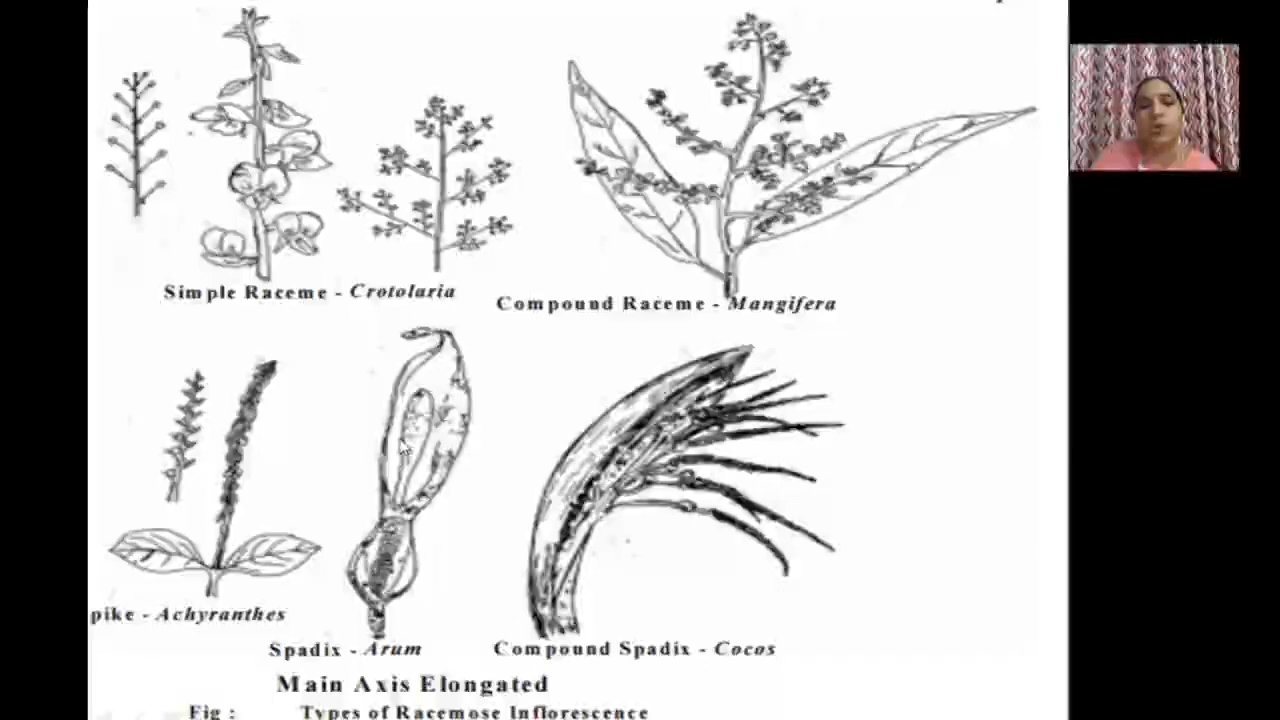 Simple Raceme - Crotolaria
Compound Raceme - Mangifera
pike - Achyranthes
Spadix - Arum
Compound Spadix - Cocos
Main Axis Elongated
Fig : Types of Racemose Inflorescence